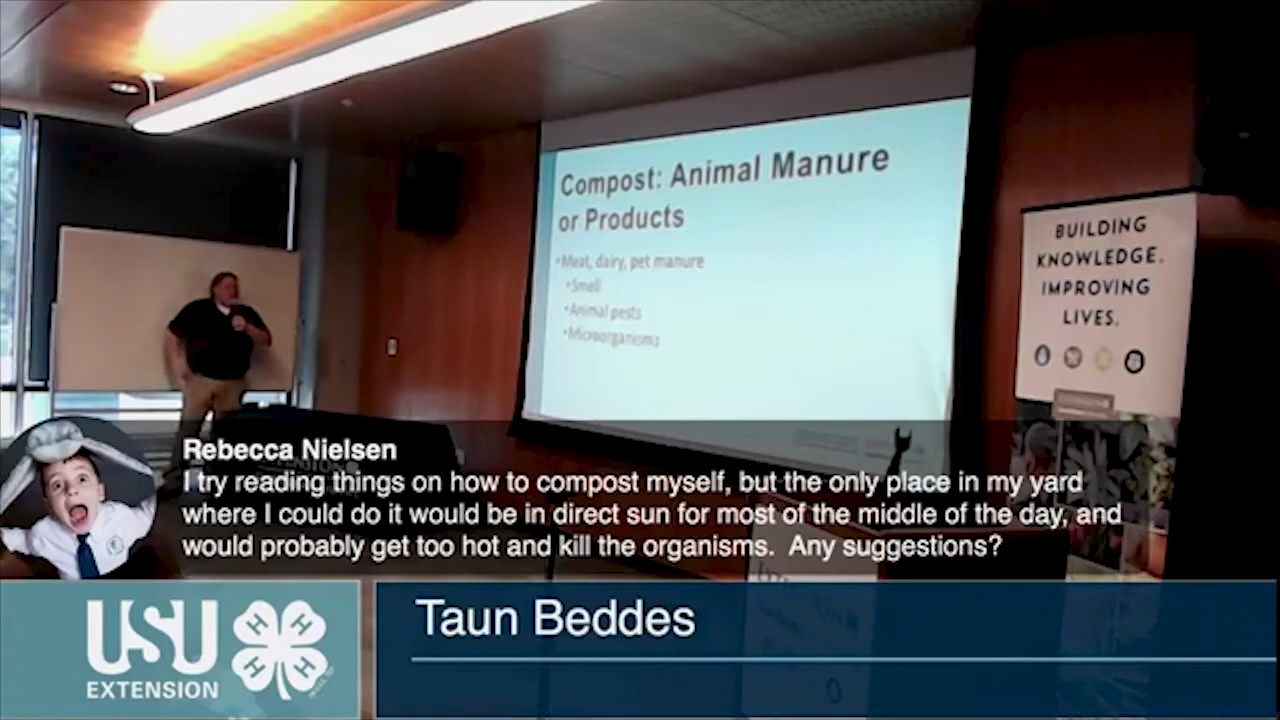 Compost: Animal Manure
or Products
•Meat, dairy, pet manure
•Smell
•Animal pests
•Microorganisms
BUILDING
KNOWLEDGE.
IMPROVING
LIVES.
Rebecca Nielsen
I try reading things on how to compost myself, but the only place in my yard
where I could do it would be in direct sun for most of the middle of the day, and
would probably get too hot and kill the organisms.  Any suggestions?
USU
EXTENSION
H H
H H
Taun Beddes